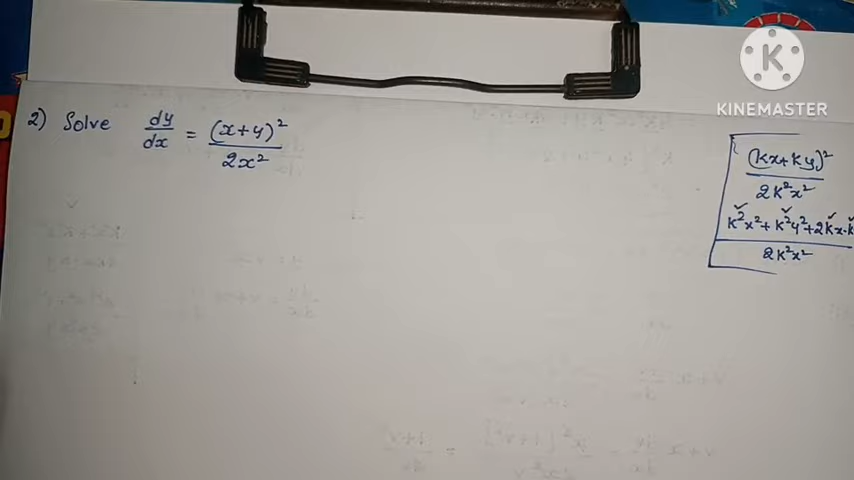 2) Solve dy/dx = (x+y)²/2x²
K
KINEMASTER
(kx+ky)²
2k²x²
k²x²+k²y²+2kx·k
2k²x²